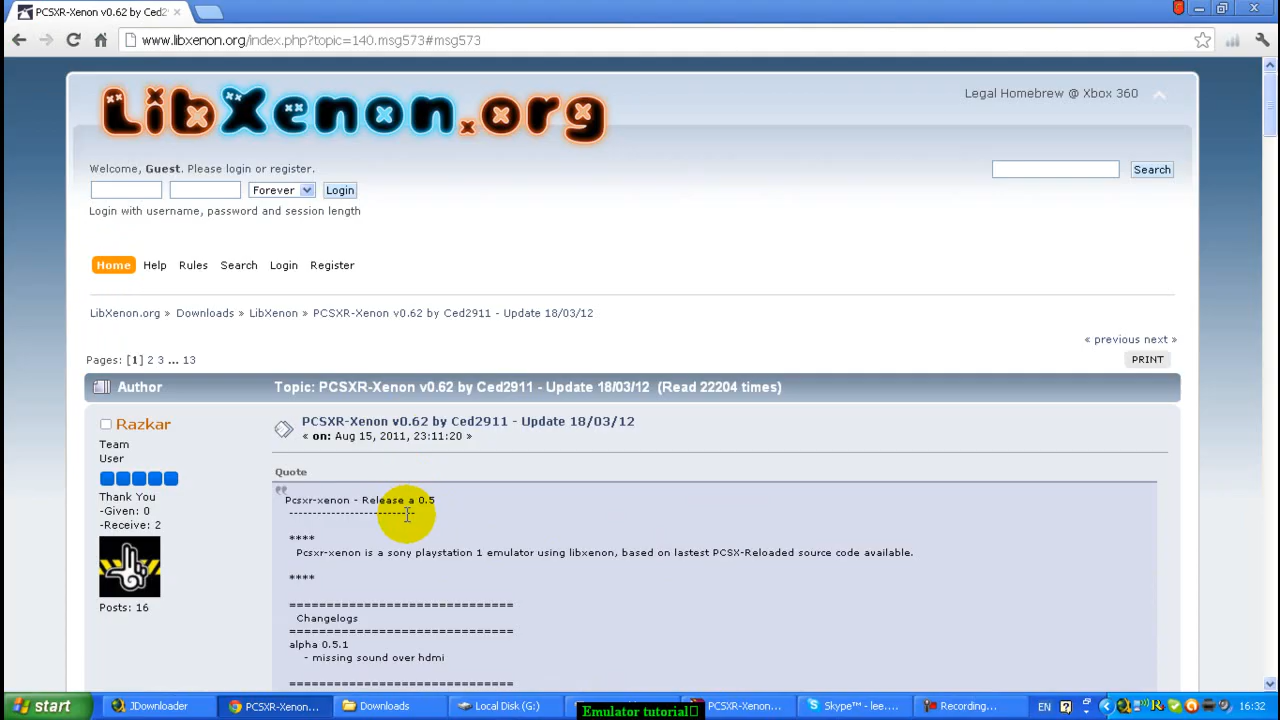 PCSXR-Xenon v0.62 by Ced2
www.libxenon.org/index.php?topic=140.msg573#msg573
LibXenon.org
Legal Homebrew @ Xbox 360
Welcome, Guest. Please login or register.
Forever
Login
Search
Login with username, password and session length
Home
Help
Rules
Search
Login
Register
LibXenon.org »
Downloads »
LibXenon »
PCSXR-Xenon v0.62 by Ced2911 - Update 18/03/12
« previous next »
Pages: [1] 2 3 ... 13
PRINT
Author
Topic: PCSXR-Xenon v0.62 by Ced2911 - Update 18/03/12 (Read 22204 times)
Razkar
Team
User
Thank You
-Given: 0
-Receive: 2
Posts: 16
PCSXR-Xenon v0.62 by Ced2911 - Update 18/03/12
« on: Aug 15, 2011, 23:11:20 »
Quote
Pcsxr-xenon - Release a 0.5
----------------------------
****
Pcsxr-xenon is a sony playstation 1 emulator using libxenon, based on lastest PCSX-Reloaded source code available.
****
==============================
Changelogs
==============================
alpha 0.5.1
- missing sound over hdmi
==============================
start
JDownloader
PCSXR-Xenon...
Downloads
Local Disk (G:)
PCSXR-Xenon...
Skype™ - lee....
Recording...
EN
16:32
Emulator tutorial